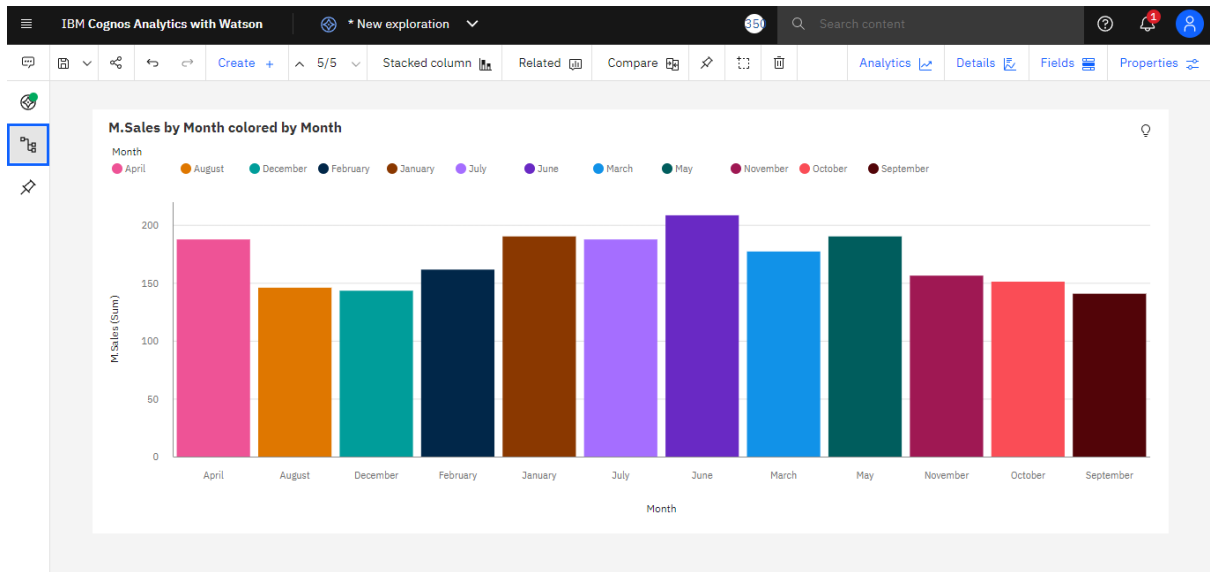 IBM Cognos Analytics with Watson
* New exploration
350
Search content
1
Create +
5/5
Stacked column
Related
Compare
Analytics
Details
Fields
Properties
M.Sales by Month colored by Month
Month
April August December February January July June March May November October September
200
150
100
50
0
M.Sales (Sum)
April August December February January July June March May November October September
Month